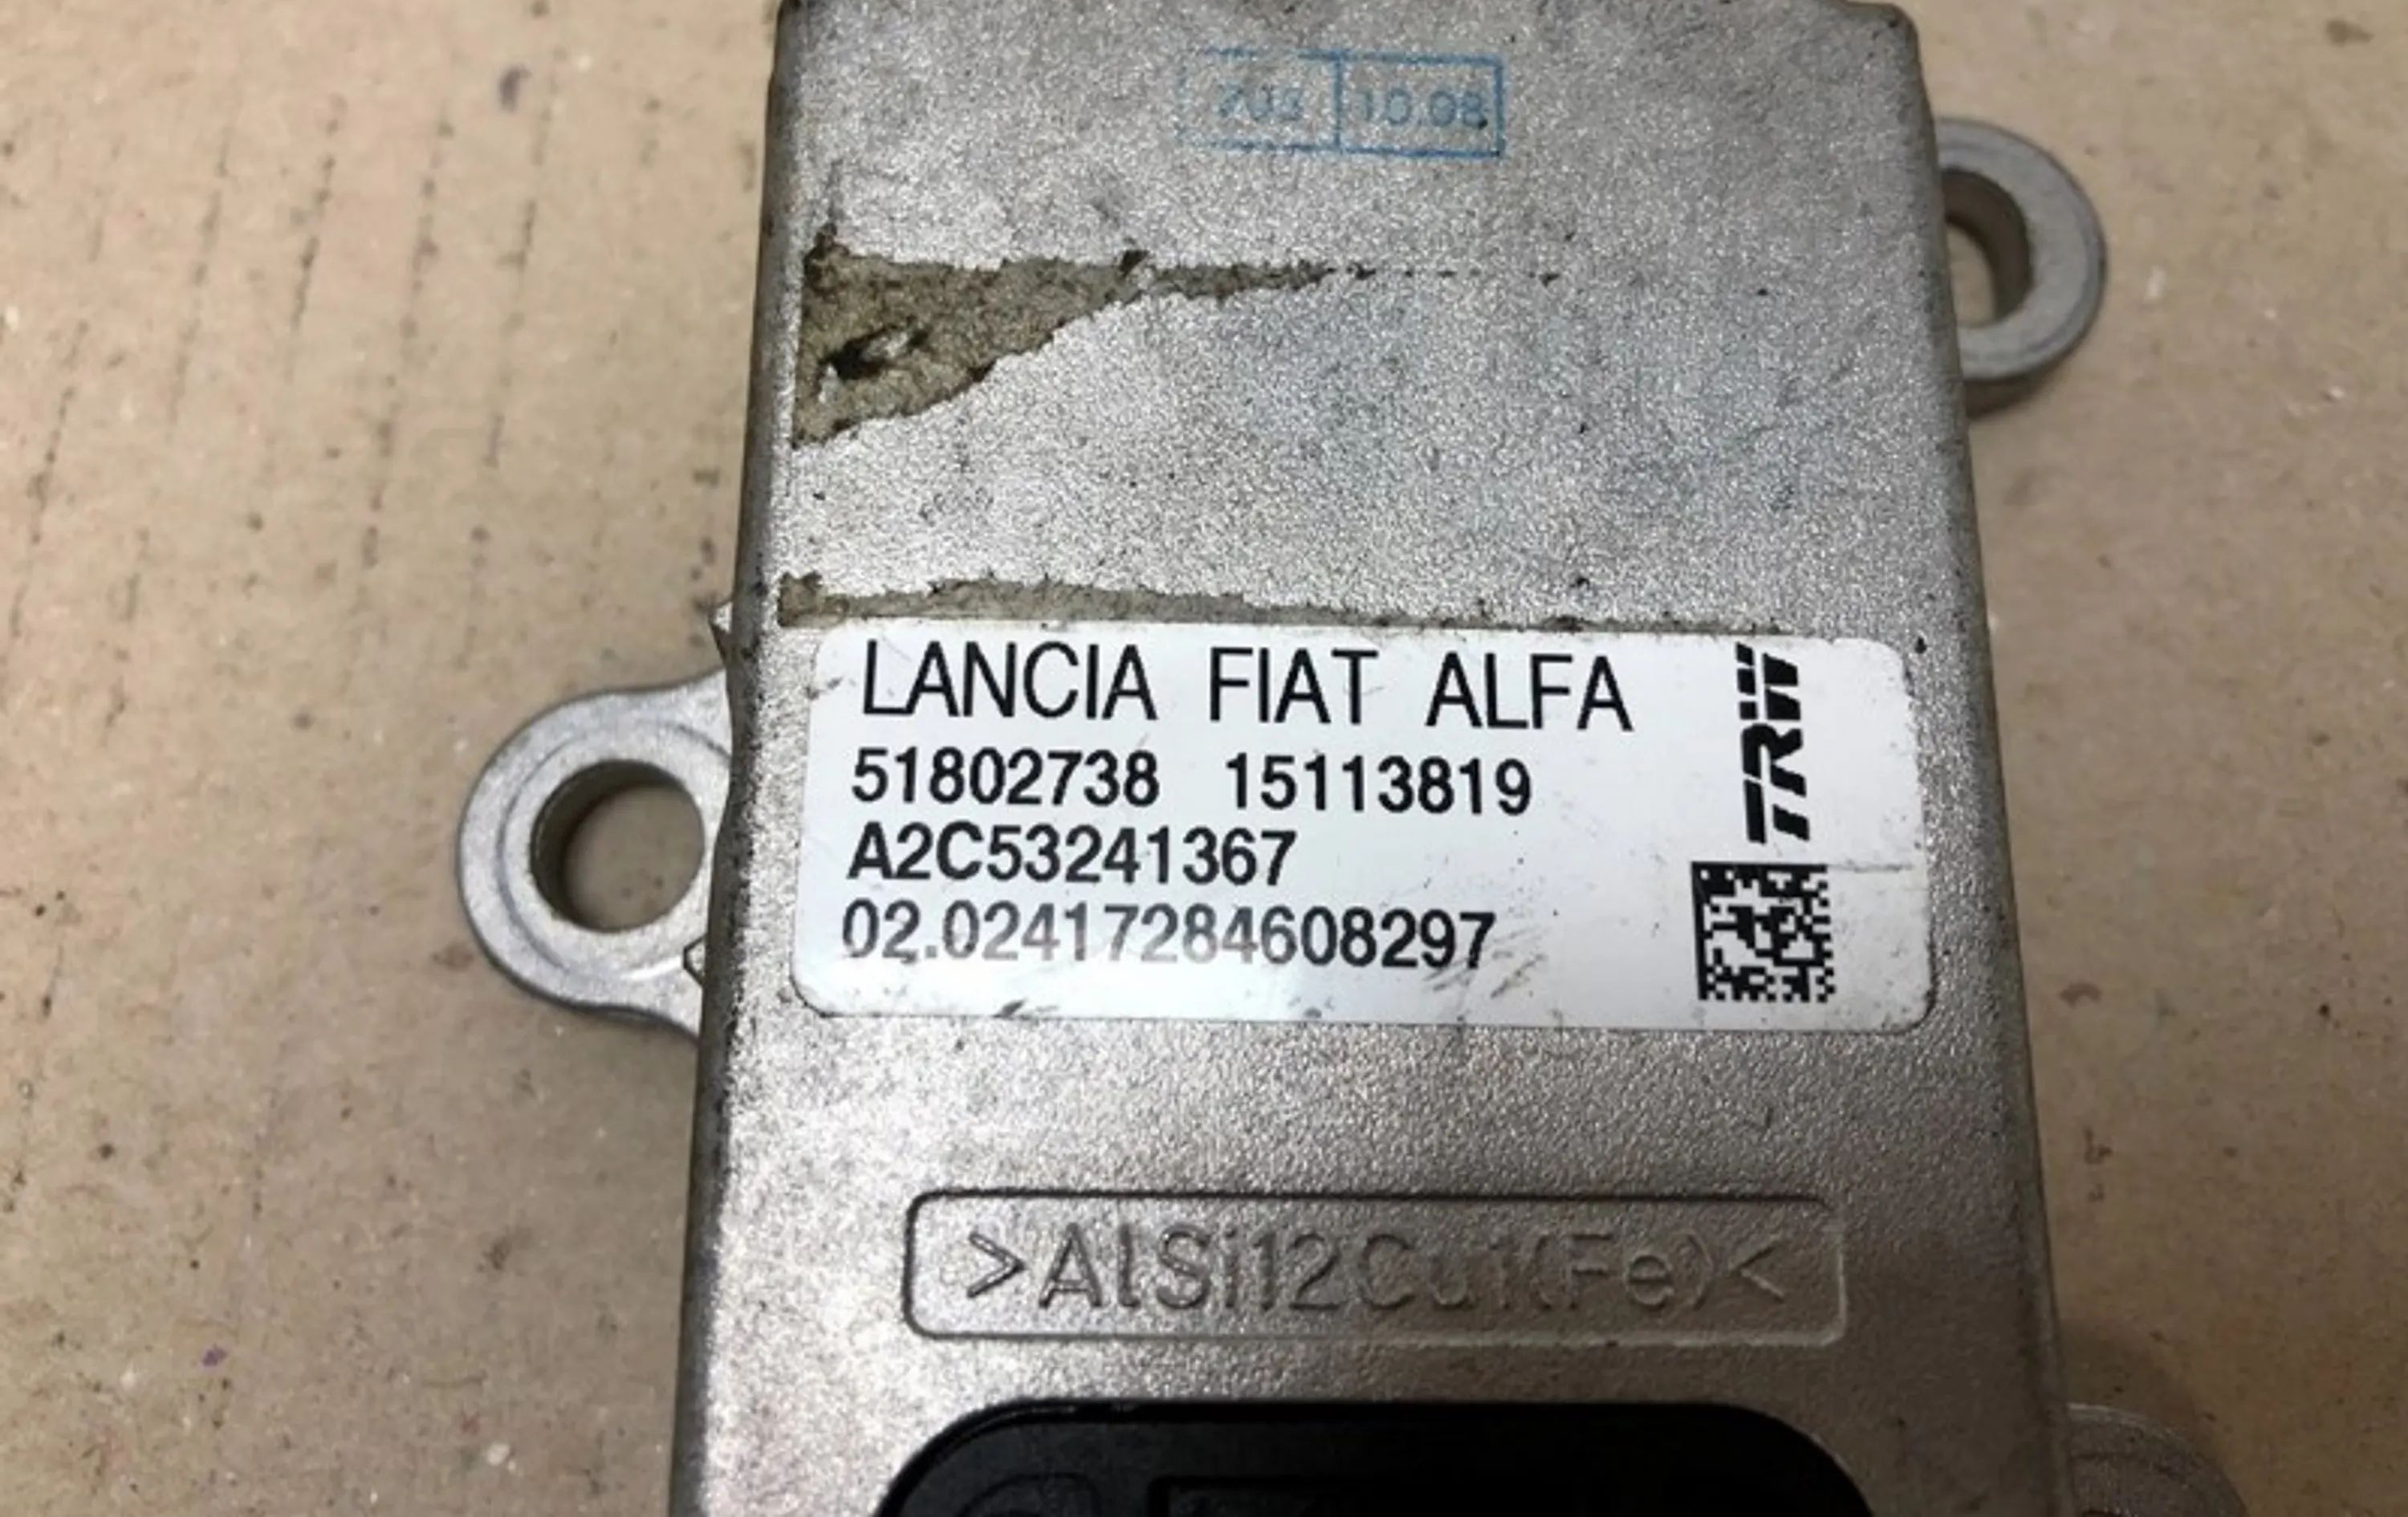 10.08
LANCIA FIAT ALFA
51802738 15113819
A2C53241367
02.02417284608297
TRW
>AlSi12Cu1(Fe)<